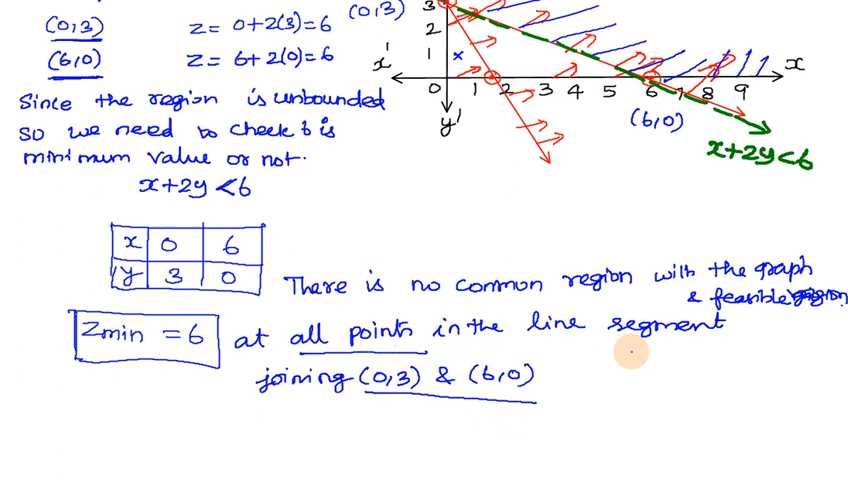 (0,3) Z = 0+2(3)=6
(6,0) Z = 6+2(0)=6
Since the region is unbounded
So we need to check 6 is
minimum value or not.
x+2y <6
x 0 6
y 3 0
(0,3)
3
2
1
x' x
0 1 2 3 4 5 6 7 8 9
y'
(6,0)
x+2y<6
There is no common region with the graph
& feasible region.
Zmin = 6 at all points in the line segment
joining (0,3) & (6,0)